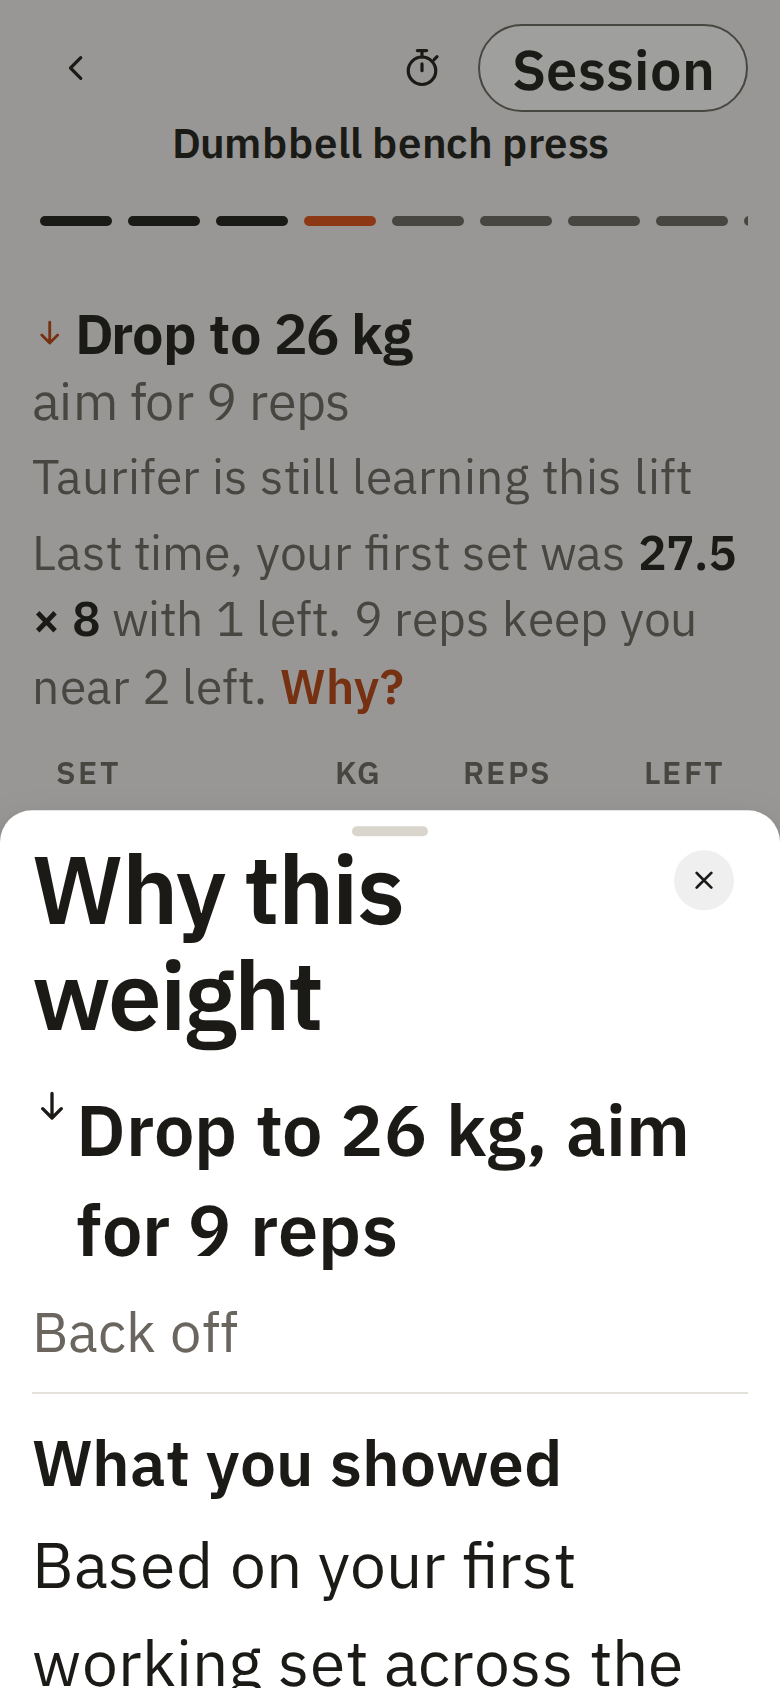 Session
Dumbbell bench press
Drop to 26 kg
aim for 9 reps
Taurifer is still learning this lift
Last time, your first set was 27.5
× 8 with 1 left. 9 reps keep you
near 2 left. Why?
SET KG REPS LEFT
Why this
weight
Drop to 26 kg, aim
for 9 reps
Back off
What you showed
Based on your first
working set across the